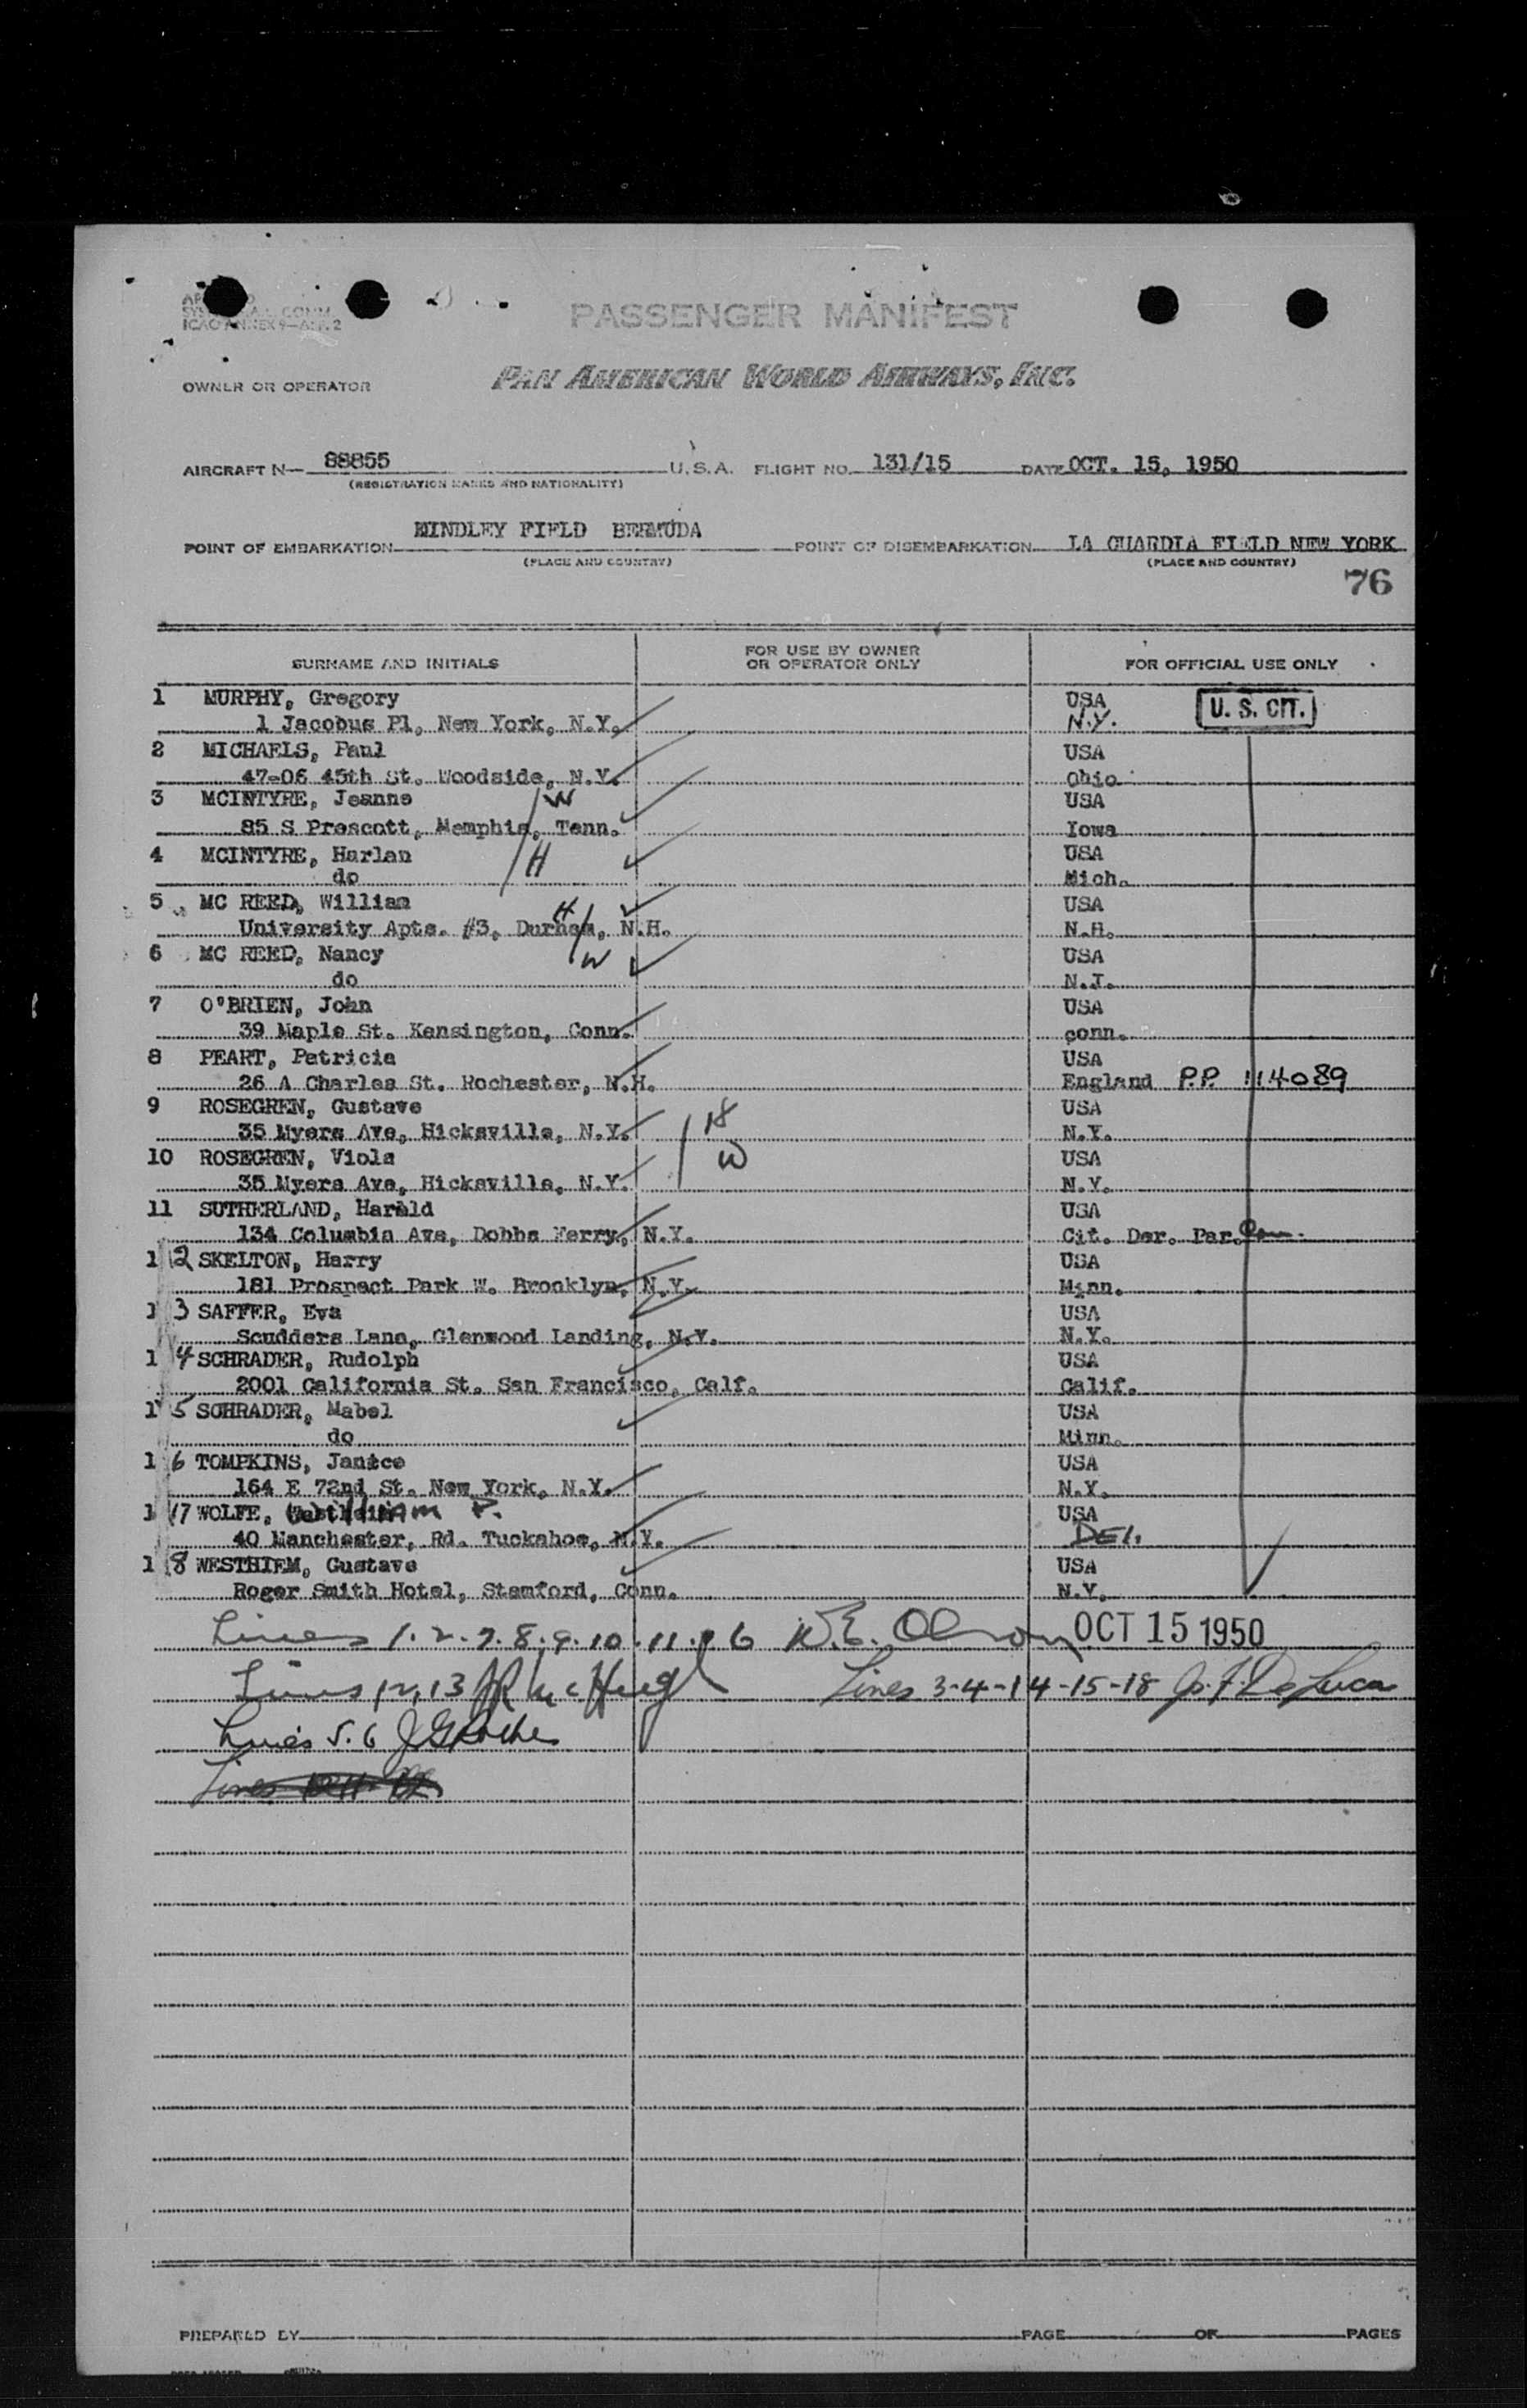 PASSENGER MANIFEST
ICAO ANNEX 9—APP. 2
OWNER OR OPERATOR
PAN AMERICAN WORLD AIRWAYS, INC.
AIRCRAFT N— 88855 U.S.A. FLIGHT NO. 131/15 DATE OCT. 15, 1950
(REGISTRATION MARKS AND NATIONALITY)
POINT OF EMBARKATION MINDLEY FIELD BERMUDA POINT OF DISEMBARKATION LA GUARDIA FIELD NEW YORK
(PLACE AND COUNTRY) (PLACE AND COUNTRY)
76
SURNAME AND INITIALS FOR USE BY OWNER OR OPERATOR ONLY FOR OFFICIAL USE ONLY
1 MURPHY, Gregory USA U. S. CIT.
1 Jacobus Pl, New York, N.Y. N.Y.
2 MICHAELS, Paul USA
47-06 45th St. Woodside, N.Y. Ohio
3 MCINTYRE, Jeanne W USA
85 S Prescott, Memphis, Tenn. Iowa
4 MCINTYRE, Harlan H USA
do Mich.
5 MC REED, William H USA
University Apts. #3, Durham, N.H. N.H.
6 MC REED, Nancy W USA
do N.J.
7 O'BRIEN, John USA
39 Maple St. Kensington, Conn. conn.
8 PEART, Patricia USA
26 A Charles St. Rochester, N.H. England P.P. 114089
9 ROSEGREN, Gustave H USA
35 Myers Ave, Hicksville, N.Y. N.Y.
10 ROSEGREN, Viola W USA
35 Myers Ave, Hicksville, N.Y. N.Y.
11 SUTHERLAND, Harald USA
134 Columbia Ave, Dobbs Ferry, N.Y. Cit. Der. Par.
12 SKELTON, Harry USA
181 Prospect Park W. Brooklyn, N.Y. Minn.
13 SAFFER, Eva USA
Scudders Lane, Glenwood Landing, N.Y. N.Y.
14 SCHRADER, Rudolph USA
2001 California St. San Francisco, Calf. Calif.
15 SCHRADER, Mabel USA
do Minn.
16 TOMPKINS, Janice USA
164 E 72nd St. New York, N.Y. N.Y.
17 WOLFE, William P. USA
40 Manchester, Rd. Tuckahoe, N.Y. DEl.
18 WESTHIEM, Gustave USA
Roger Smith Hotel, Stamford, Conn. N.Y.
Lines 1.2.7.8.9.10.11.16 W.E. Olson OCT 15 1950
Lines 12,13 McHugh Lines 3-4-14-15-18 J. F. De Luca
Lines 5.6
Lines
PREPARED BY PAGE OF PAGES